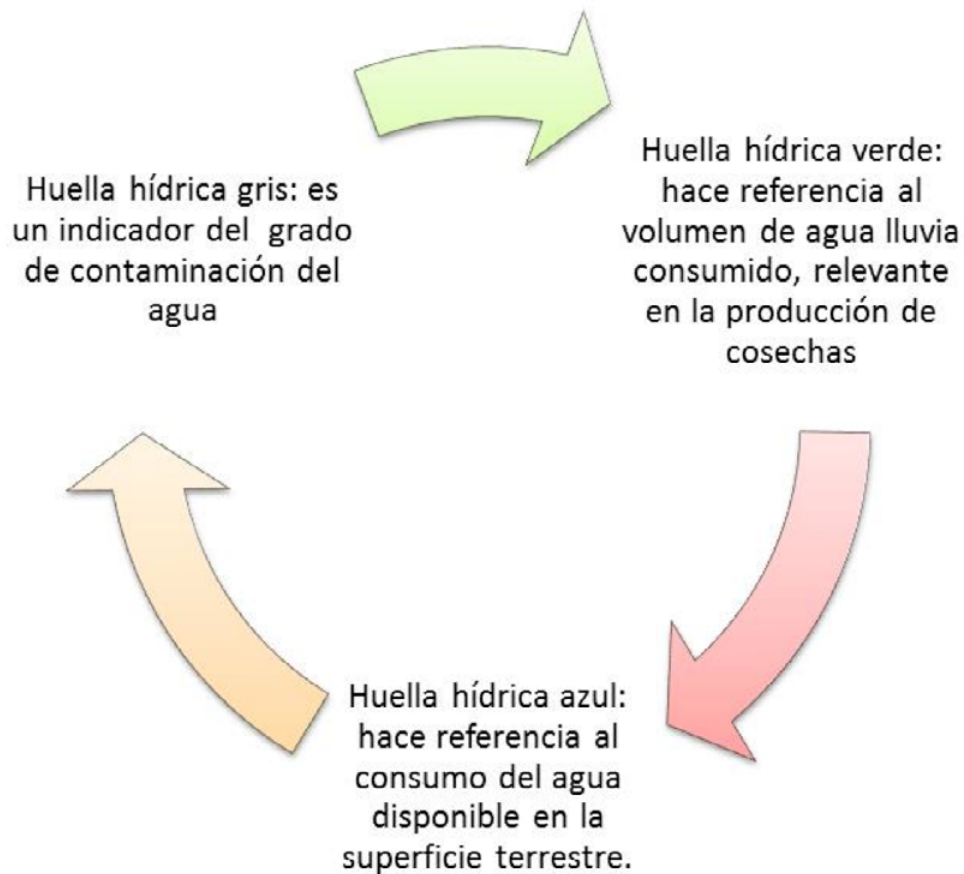 Huella hídrica gris: es
un indicador del grado
de contaminación del
agua
Huella hídrica verde:
hace referencia al
volumen de agua lluvia
consumido, relevante
en la producción de
cosechas
Huella hídrica azul:
hace referencia al
consumo del agua
disponible en la
superficie terrestre.